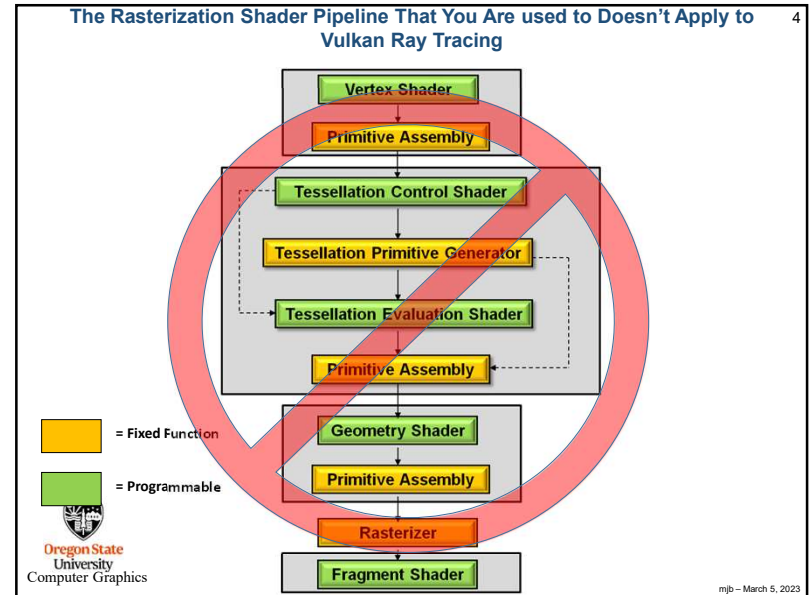 The Rasterization Shader Pipeline That You Are used to Doesn't Apply to
Vulkan Ray Tracing
4
Vertex Shader
Primitive Assembly
Tessellation Control Shader
Tessellation Primitive Generator
Tessellation Evaluation Shader
Primitive Assembly
Geometry Shader
Primitive Assembly
Rasterizer
Fragment Shader
= Fixed Function
= Programmable
Oregon State
University
Computer Graphics
mjb – March 5, 2023